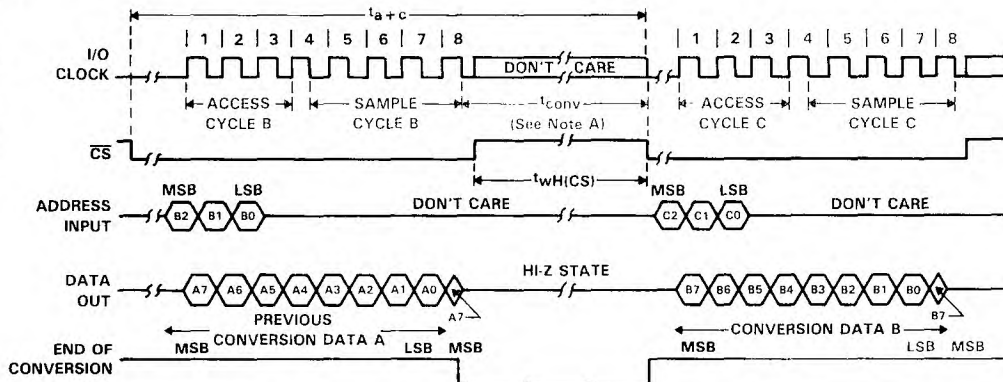 ta+c
1 2 3 4 5 6 7 8 1 2 3 4 5 6 7 8
I/O CLOCK
DON'T CARE
ACCESS CYCLE B
SAMPLE CYCLE B
tconv
(See Note A)
ACCESS CYCLE C
SAMPLE CYCLE C
CS
twH(CS)
MSB LSB MSB LSB
ADDRESS INPUT
B2 B1 B0 DON'T CARE C2 C1 C0 DON'T CARE
DATA OUT
A7 A6 A5 A4 A3 A2 A1 A0 A7
HI-Z STATE
B7 B6 B5 B4 B3 B2 B1 B0 B7
PREVIOUS CONVERSION DATA A
CONVERSION DATA B
MSB LSB MSB MSB LSB MSB
END OF CONVERSION